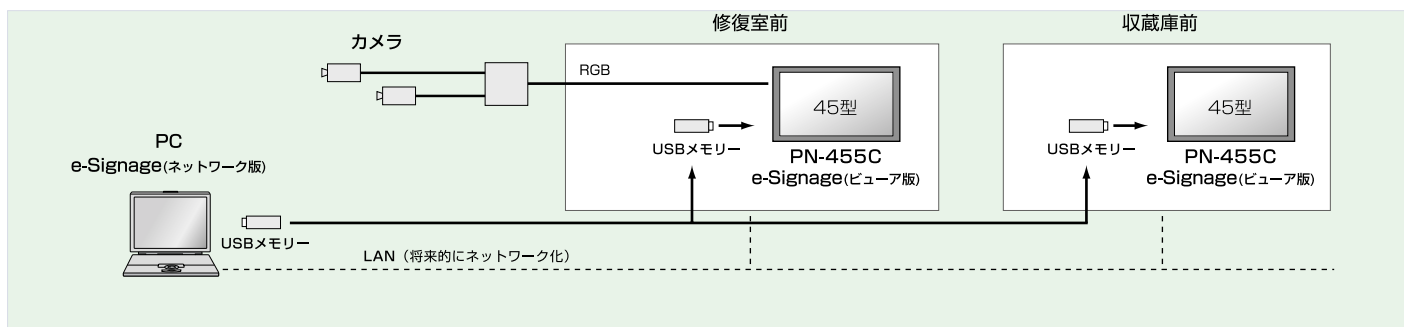 修復室前
収蔵庫前
カメラ
RGB
45型
45型
USBメモリー
USBメモリー
PC
e-Signage(ネットワーク版)
PN-455C
e-Signage(ビューア版)
PN-455C
e-Signage(ビューア版)
USBメモリー
LAN(将来的にネットワーク化)